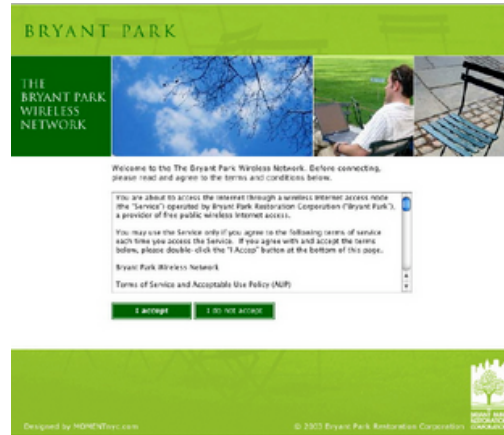 BRYANT PARK
THE
BRYANT PARK
WIRELESS
NETWORK
Welcome to the The Bryant Park Wireless Network. Before connecting,
please read and agree to the terms and conditions below.
You are about to access the internet through a wireless internet access node
(the "Service") operated by Bryant Park Restoration Corporation ("Bryant Park"),
a provider of free public wireless internet access.
You may use the Service only if you agree to the following terms of service
each time you access the Service. If you agree with and accept the terms
below, please double-click the "I Accept" button at the bottom of this page.
Bryant Park Wireless Network
Terms of Service and Acceptable Use Policy (AUP)
I accept
I do not accept
BRYANT PARK
RESTORATION
CORPORATION
Designed by MOMENTnyc.com
© 2003 Bryant Park Restoration Corporation